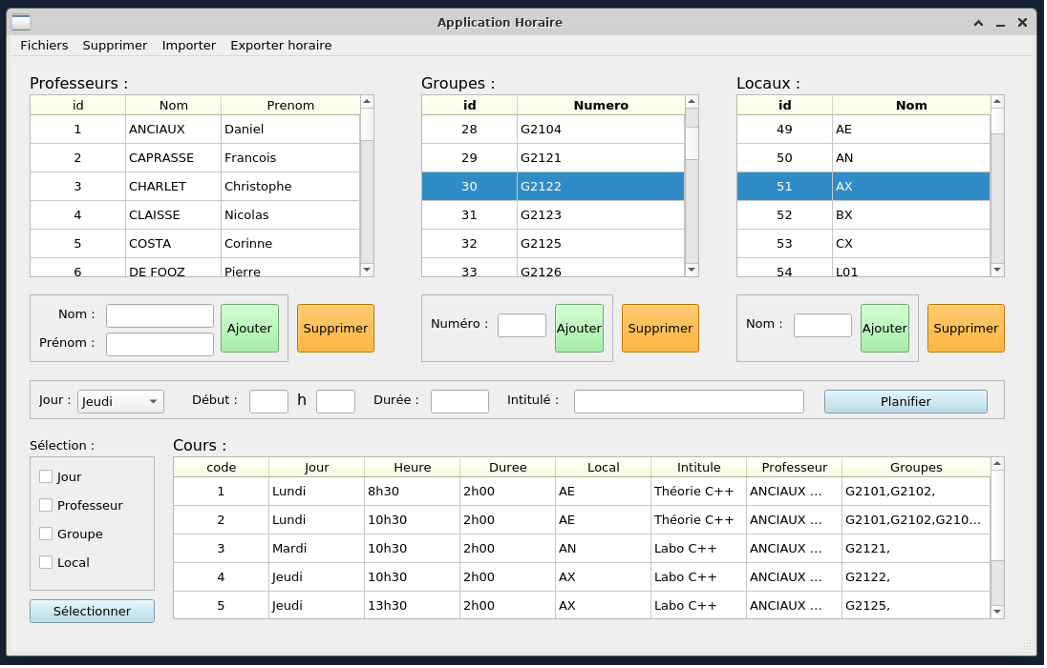 Application Horaire
Fichiers Supprimer Importer Exporter horaire
Professeurs : Groupes : Locaux :
id Nom Prenom id Numero id Nom
1 ANCIAUX Daniel 28 G2104 49 AE
2 CAPRASSE Francois 29 G2121 50 AN
3 CHARLET Christophe 30 G2122 51 AX
4 CLAISSE Nicolas 31 G2123 52 BX
5 COSTA Corinne 32 G2125 53 CX
6 DE FOOZ Pierre 33 G2126 54 L01
Nom : Ajouter Supprimer Numéro : Ajouter Supprimer Nom : Ajouter Supprimer
Prénom :
Jour : Jeudi Début : h Durée : Intitulé : Planifier
Sélection : Cours :
Jour
Professeur
Groupe
Local
Sélectionner
code Jour Heure Duree Local Intitule Professeur Groupes
1 Lundi 8h30 2h00 AE Théorie C++ ANCIAUX ... G2101,G2102,
2 Lundi 10h30 2h00 AE Théorie C++ ANCIAUX ... G2101,G2102,G210...
3 Mardi 10h30 2h00 AN Labo C++ ANCIAUX ... G2121,
4 Jeudi 10h30 2h00 AX Labo C++ ANCIAUX ... G2122,
5 Jeudi 13h30 2h00 AX Labo C++ ANCIAUX ... G2125,